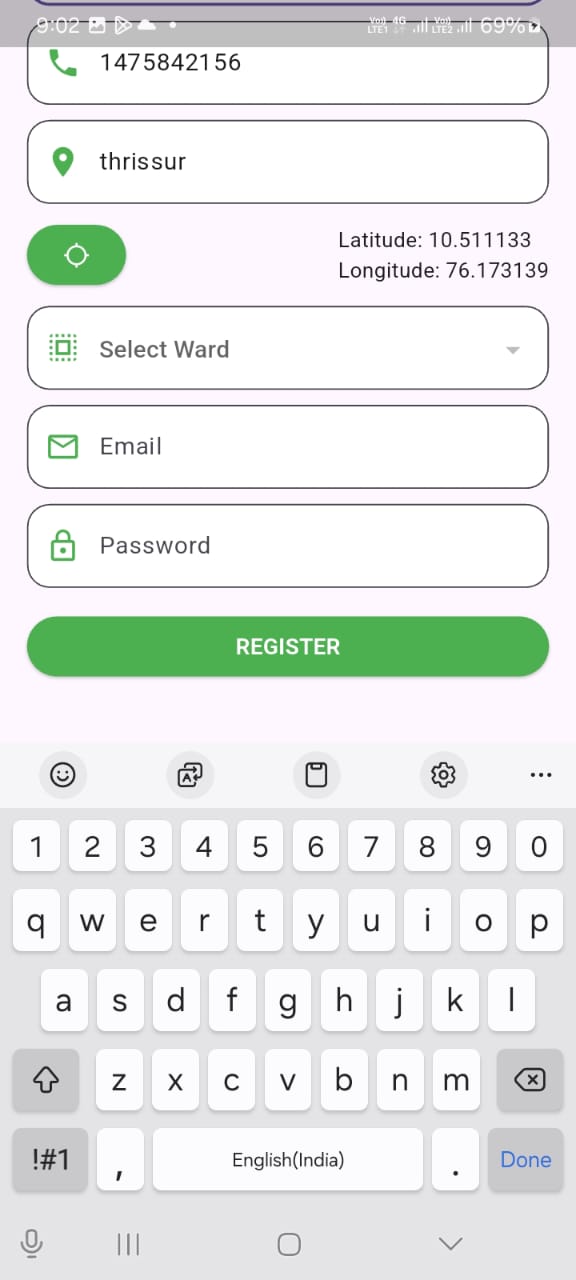 9:02
Vo)) 4G Vo)) 69%
LTE1 LTE2
1475842156
thrissur
Latitude: 10.511133
Longitude: 76.173139
Select Ward
Email
Password
REGISTER
1 2 3 4 5 6 7 8 9 0
q w e r t y u i o p
a s d f g h j k l
z x c v b n m
!#1 , English(India) . Done